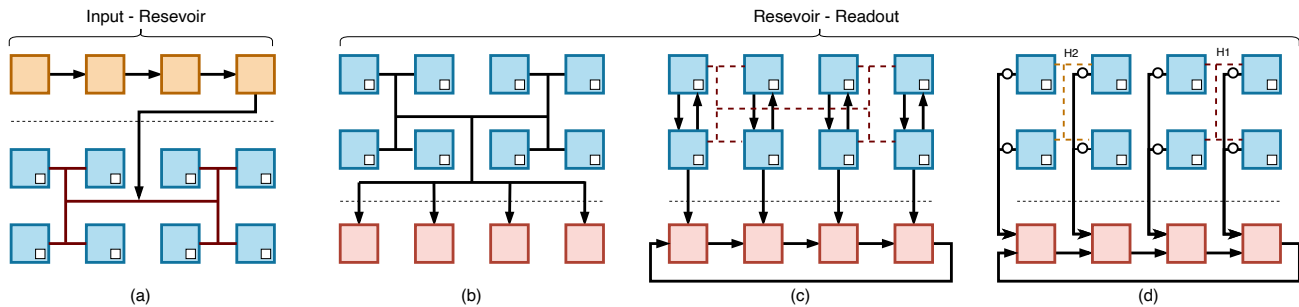 Input - Resevoir
Resevoir - Readout
H2
H1
(a)
(b)
(c)
(d)